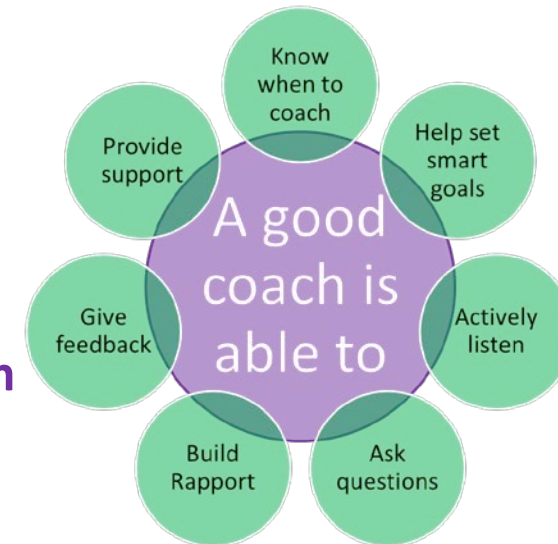 Know
when to
coach
Help set
smart
goals
Actively
listen
Ask
questions
Build
Rapport
Give
feedback
Provide
support
A good
coach is
able to